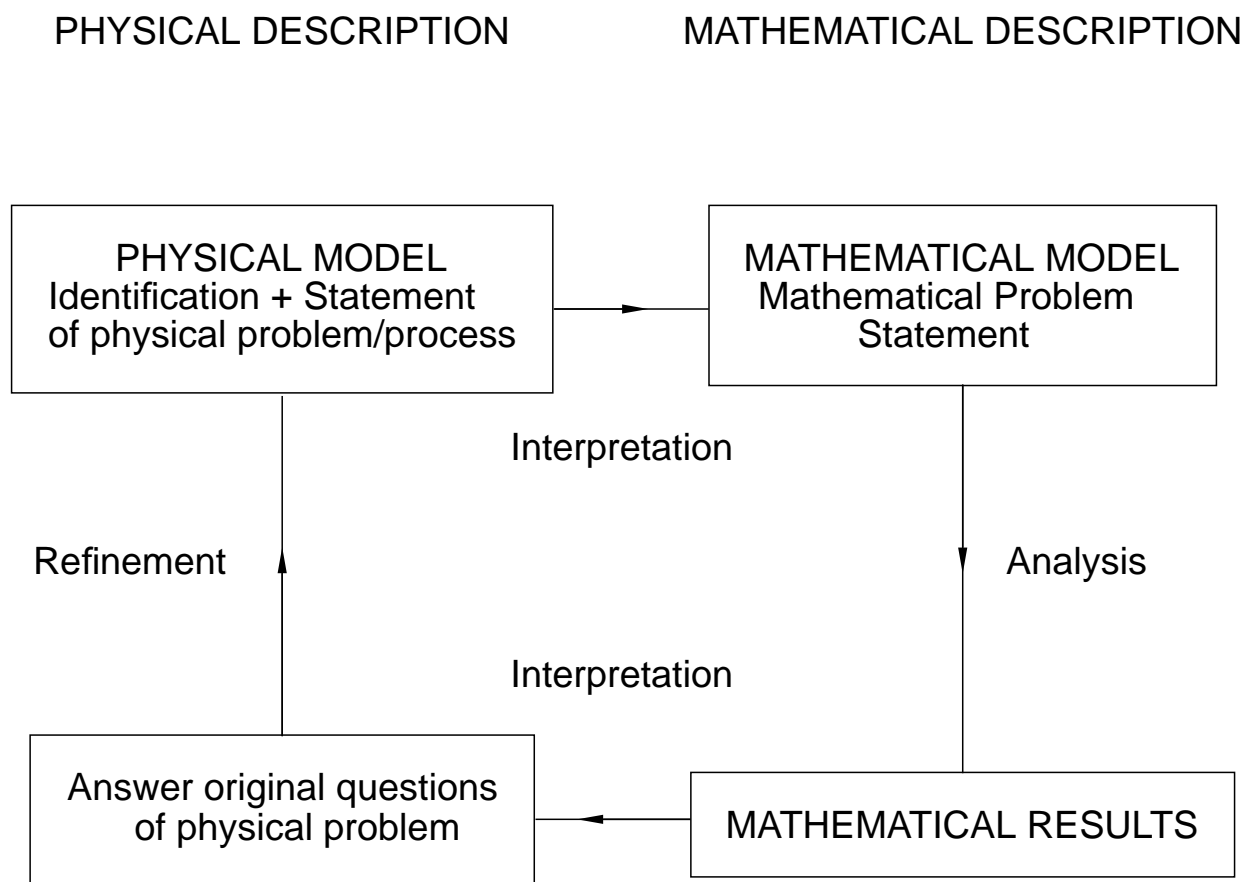 PHYSICAL DESCRIPTION
MATHEMATICAL DESCRIPTION
PHYSICAL MODEL
Identification + Statement
of physical problem/process
MATHEMATICAL MODEL
Mathematical Problem
Statement
Interpretation
Refinement
Analysis
Interpretation
Answer original questions
of physical problem
MATHEMATICAL RESULTS